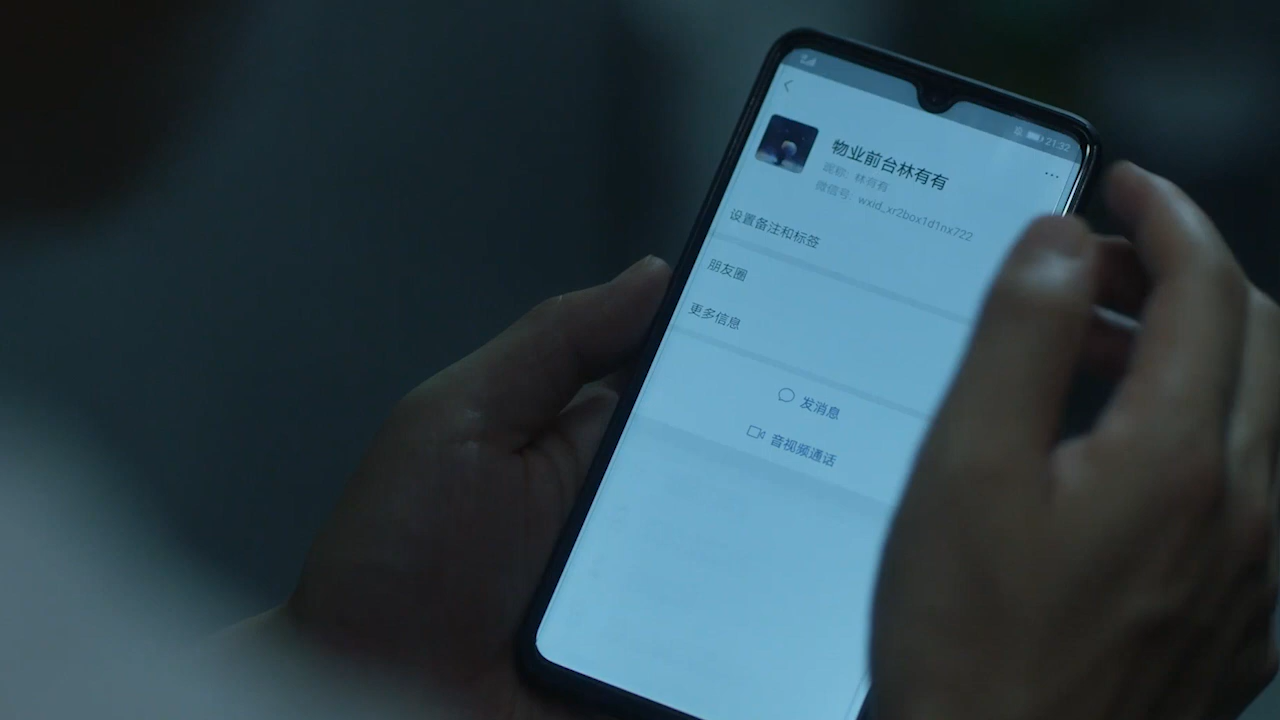 21:32
物业前台林有有
昵称: 林有有
微信号: wxid_xr2box1d1nx722
设置备注和标签
朋友圈
更多信息
发消息
音视频通话